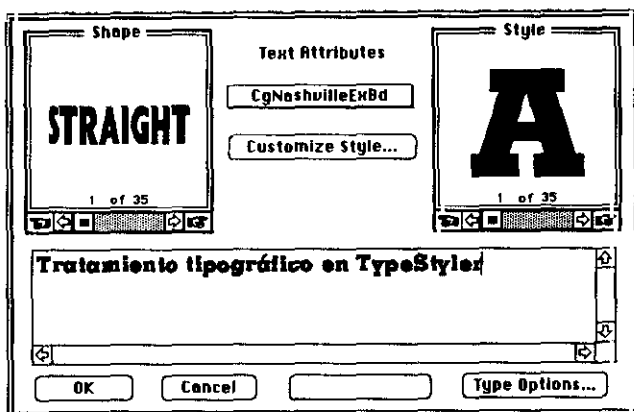 Shape
STRAIGHT
1 of 35
Text Attributes
CgNashvilleExBd
Customize Style...
Style
A
1 of 35
Tratamiento tipográfico en TypeStyler
OK
Cancel
Type Options...